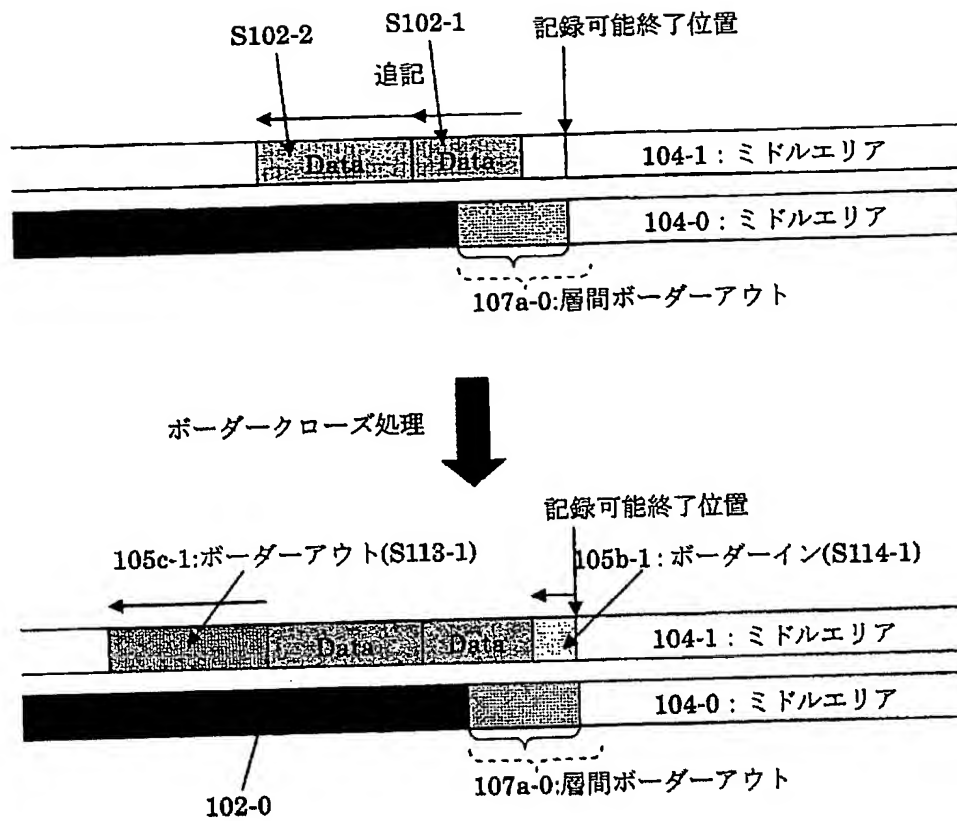 S102-2
S102-1
記録可能終了位置
追記
Data
Data
104-1：ミドルエリア
104-0：ミドルエリア
107a-0:層間ボーダーアウト
ボーダークローズ処理
記録可能終了位置
105c-1:ボーダーアウト(S113-1)
105b-1：ボーダーイン(S114-1)
Data
Data
104-1：ミドルエリア
104-0：ミドルエリア
107a-0:層間ボーダーアウト
102-0